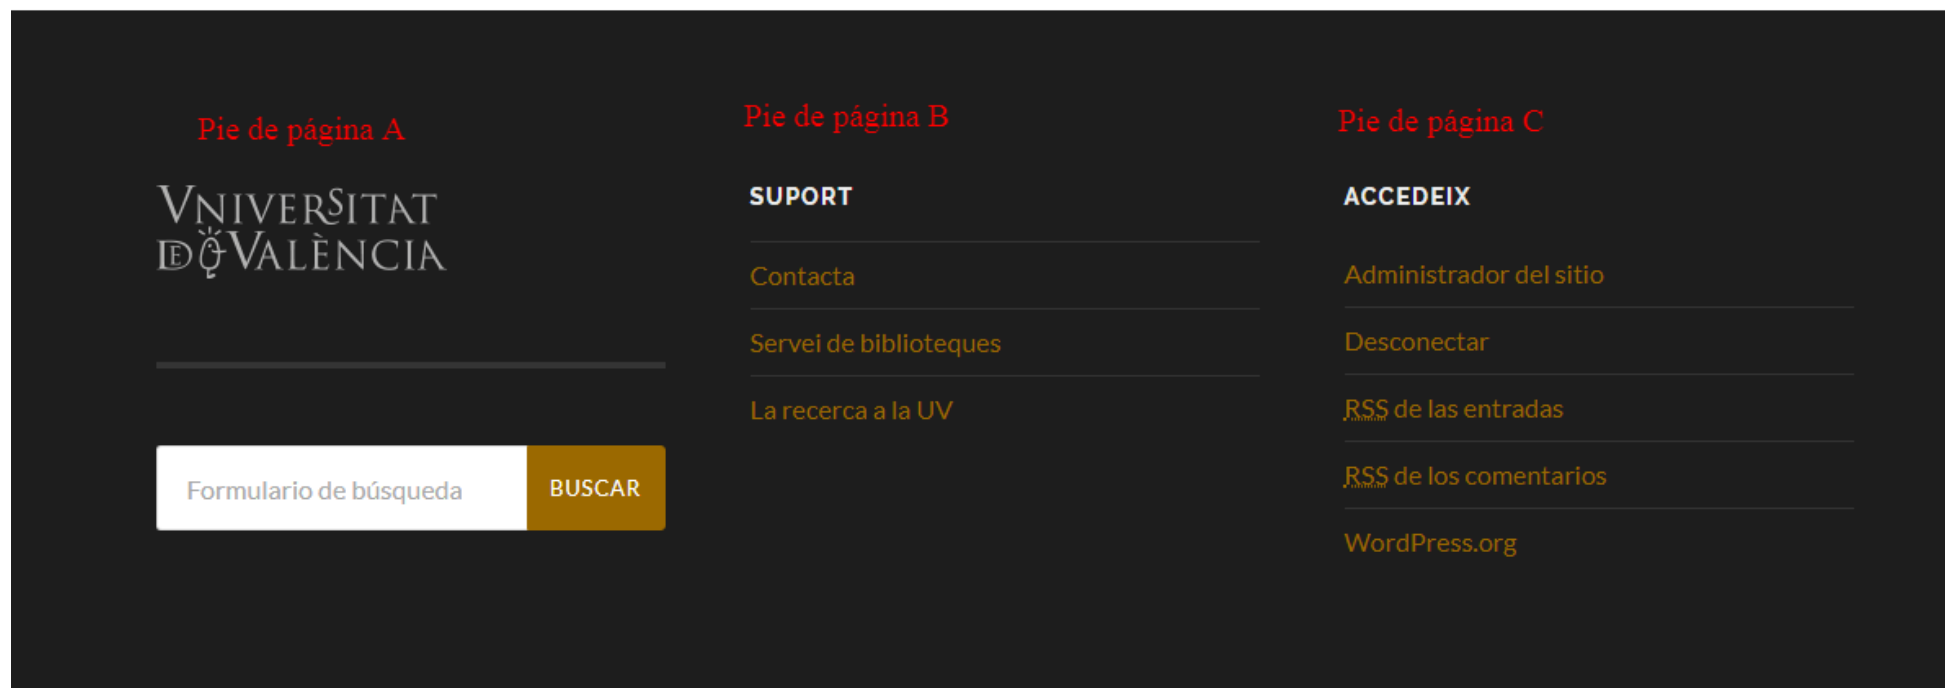 Pie de página A
VNIVERSITAT
DE VALÈNCIA
Formulario de búsqueda
BUSCAR
Pie de página B
SUPORT
Contacta
Servei de biblioteques
La recerca a la UV
Pie de página C
ACCEDEIX
Administrador del sitio
Desconectar
RSS de las entradas
RSS de los comentarios
WordPress.org